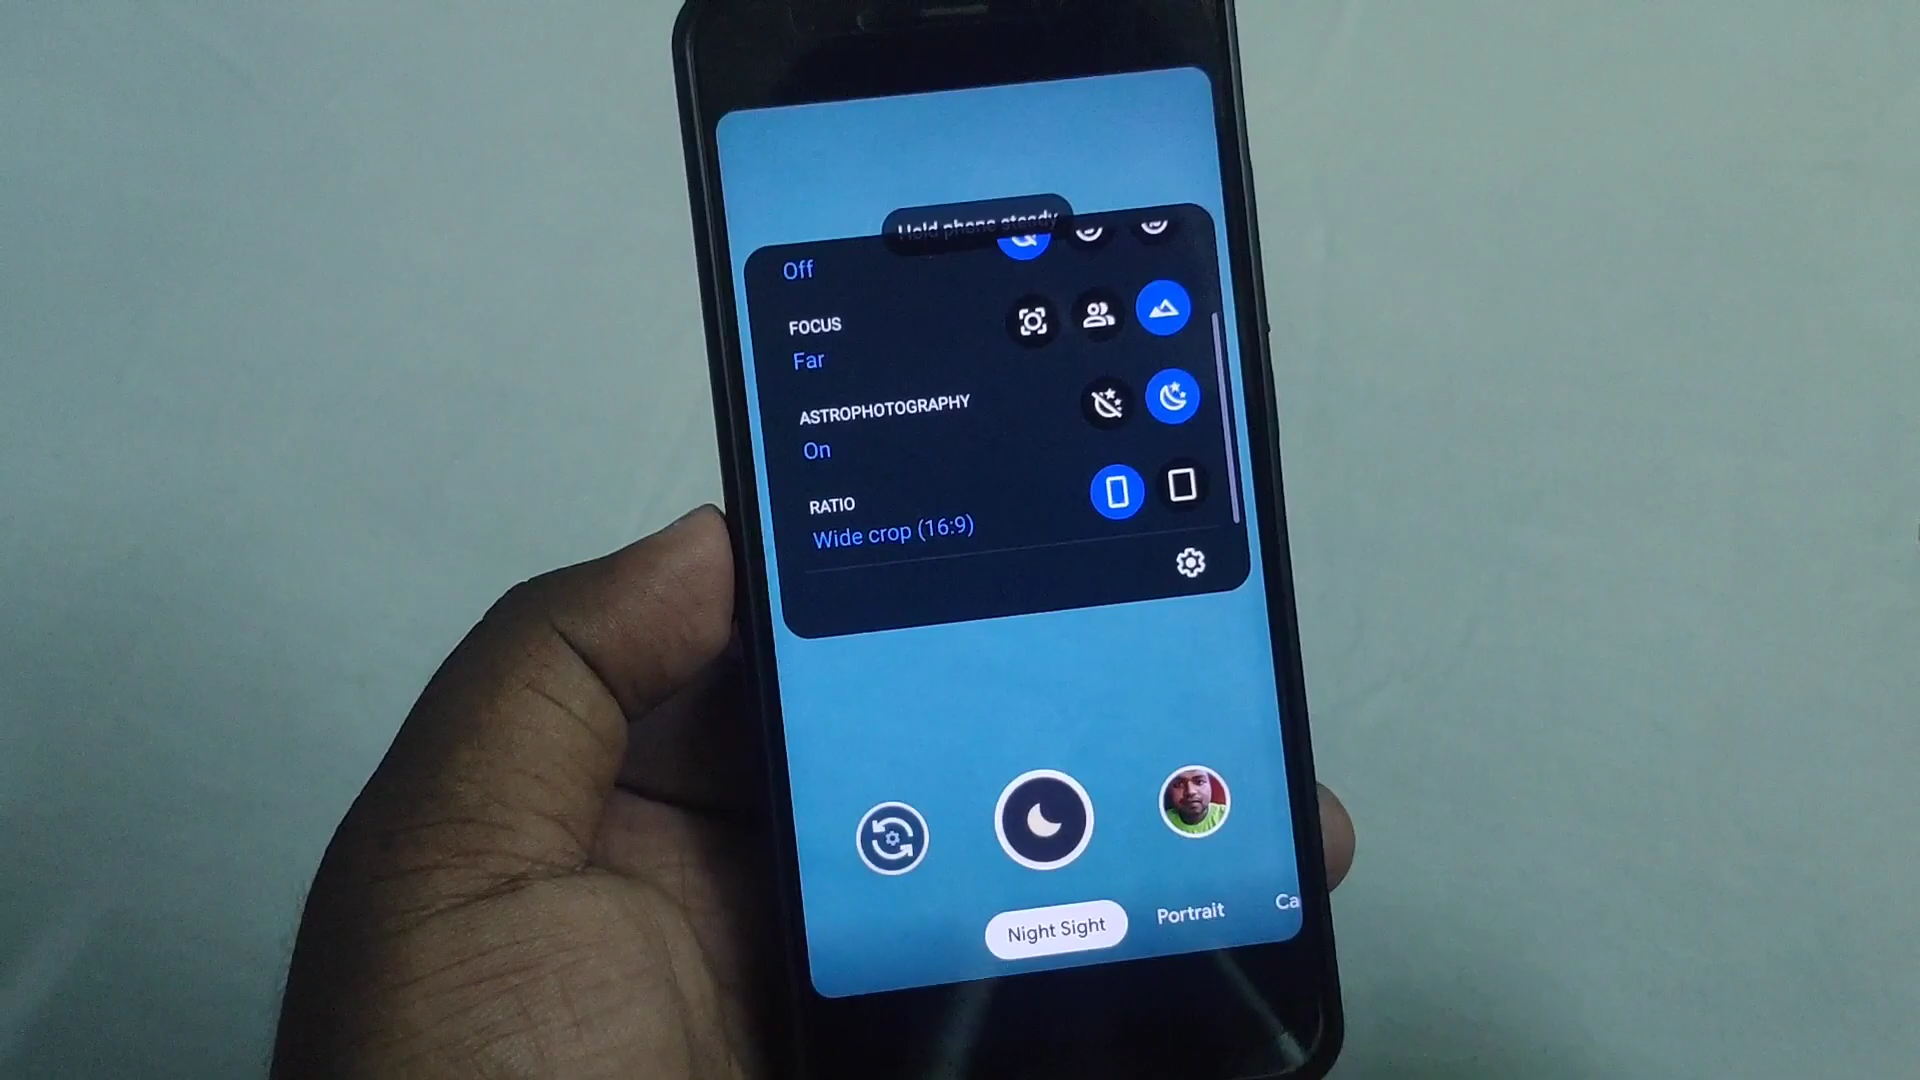 Hold phone steady
Off
FOCUS
Far
ASTROPHOTOGRAPHY
On
RATIO
Wide crop (16:9)
Night Sight
Portrait
Ca